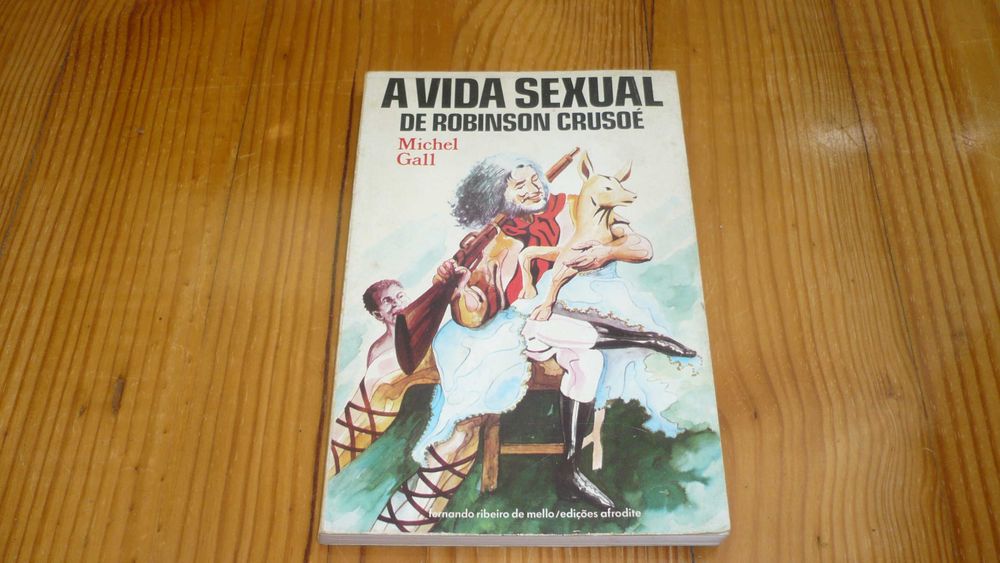 A VIDA SEXUAL
DE ROBINSON CRUSOÉ
Michel
Gall
fernando ribeiro de mello/edições afrodite